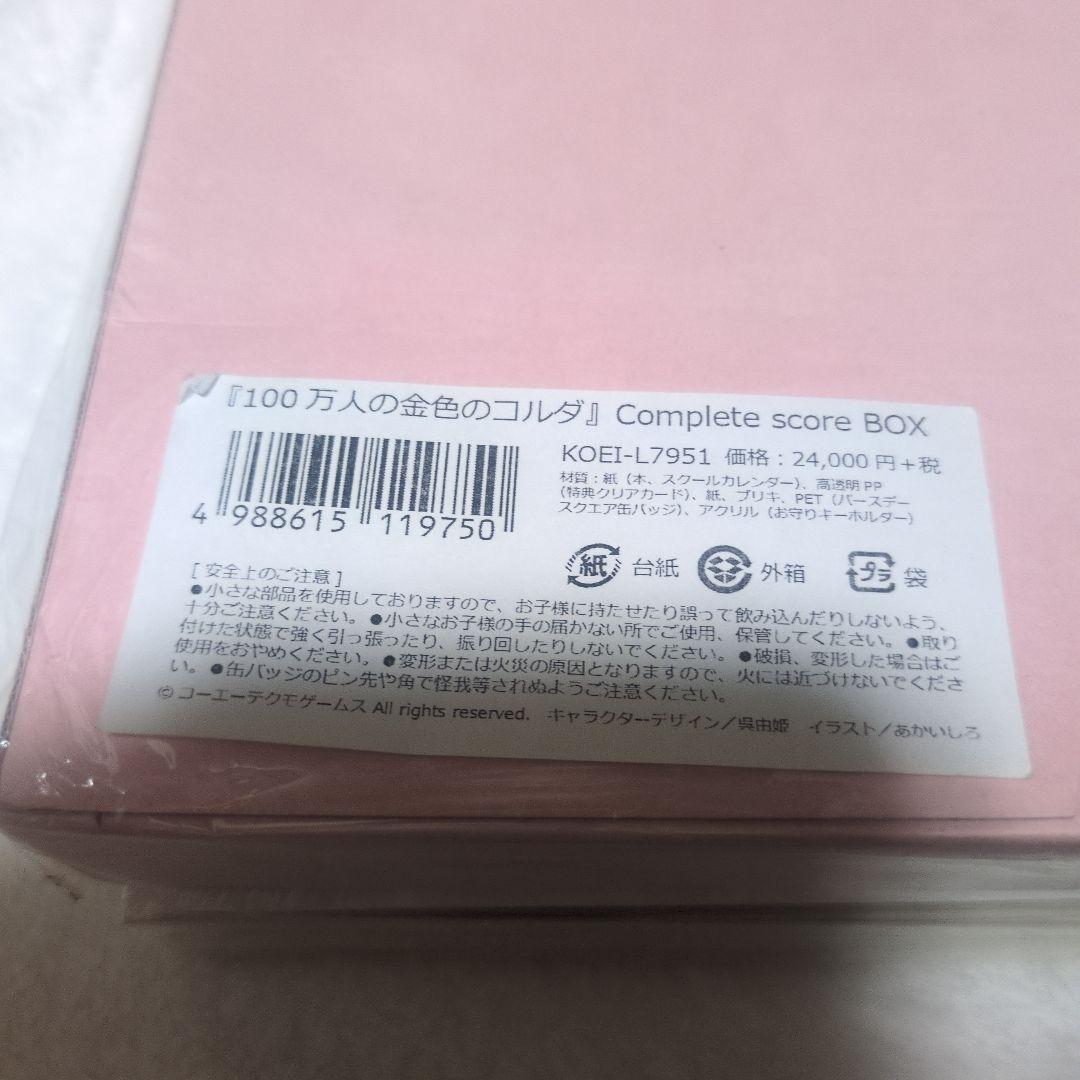 『100万人の金色のコルダ』Complete score BOX
KOEI-L7951 価格：24,000円+税
材質：紙（本、スクールカレンダー）、高透明PP
（特典クリアカード）、紙、ブリキ、PET（バースデー
スクエア缶バッジ）、アクリル（お守りキーホルダー）
4 988615 119750
紙 台紙 外箱 プラ 袋
[ 安全上のご注意 ]
●小さな部品を使用しておりますので、お子様に持たせたり誤って飲み込んだりしないよう、
十分ご注意ください。●小さなお子様の手の届かない所でご使用、保管してください。●取り
付けた状態で強く引っ張ったり、振り回したりしないでください。●破損、変形した場合はご
使用をおやめください。●変形または火災の原因となりますので、火には近づけないでくださ
い。●缶バッジのピン先や角で怪我等されぬようご注意ください。
© コーエーテクモゲームス All rights reserved. キャラクターデザイン／呉由姫 イラスト／あかいしろ